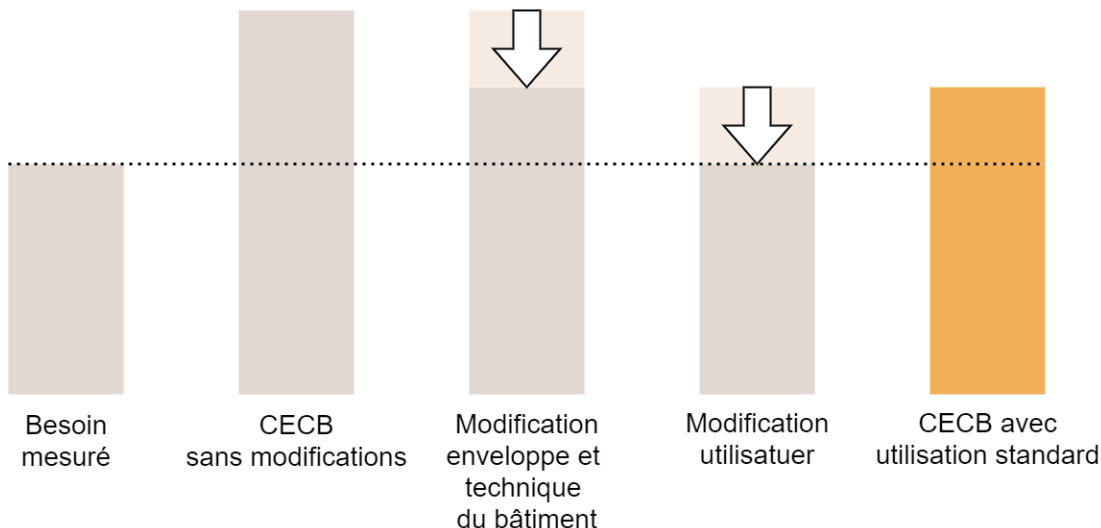 Besoin
mesuré
CECB
sans modifications
Modification
enveloppe et
technique
du bâtiment
Modification
utilisatuer
CECB avec
utilisation standard